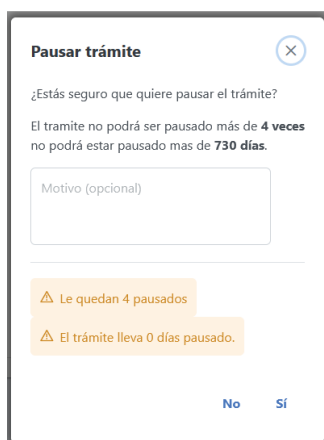 Pausar trámite
¿Estás seguro que quiere pausar el trámite?
El tramite no podrá ser pausado más de 4 veces
no podrá estar pausado mas de 730 días.
Motivo (opcional)
Le quedan 4 pausados
El trámite lleva 0 días pausado.
No Sí